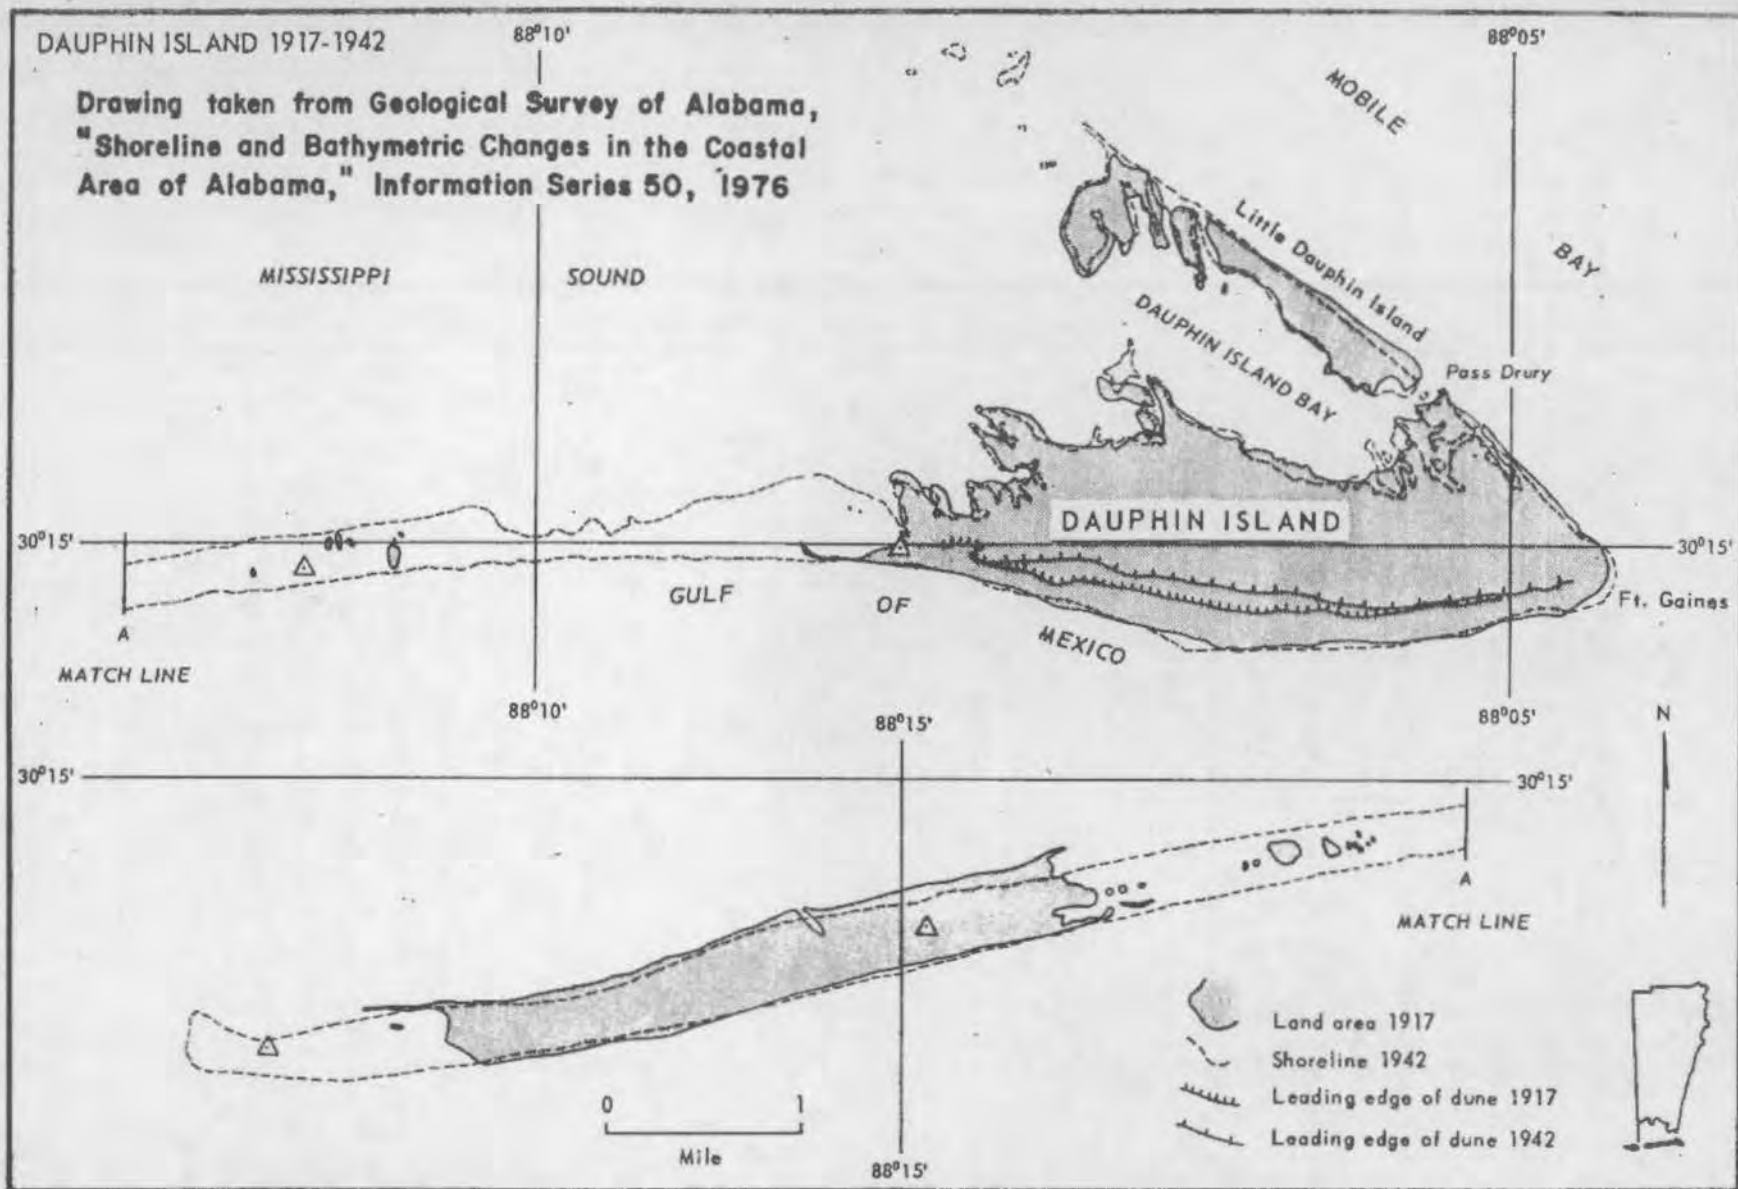 DAUPHIN ISLAND 1917-1942
88°10'
88°05'
Drawing taken from Geological Survey of Alabama,
"Shoreline and Bathymetric Changes in the Coastal
Area of Alabama," Information Series 50, 1976
MOBILE
BAY
MISSISSIPPI SOUND
Little Dauphin Island
DAUPHIN ISLAND BAY
Pass Drury
DAUPHIN ISLAND
30°15'
30°15'
GULF OF MEXICO
Ft. Gaines
A
MATCH LINE
88°10'
88°15'
88°05'
N
30°15'
30°15'
A
MATCH LINE
Land area 1917
Shoreline 1942
Leading edge of dune 1917
Leading edge of dune 1942
0 1
Mile
88°15'